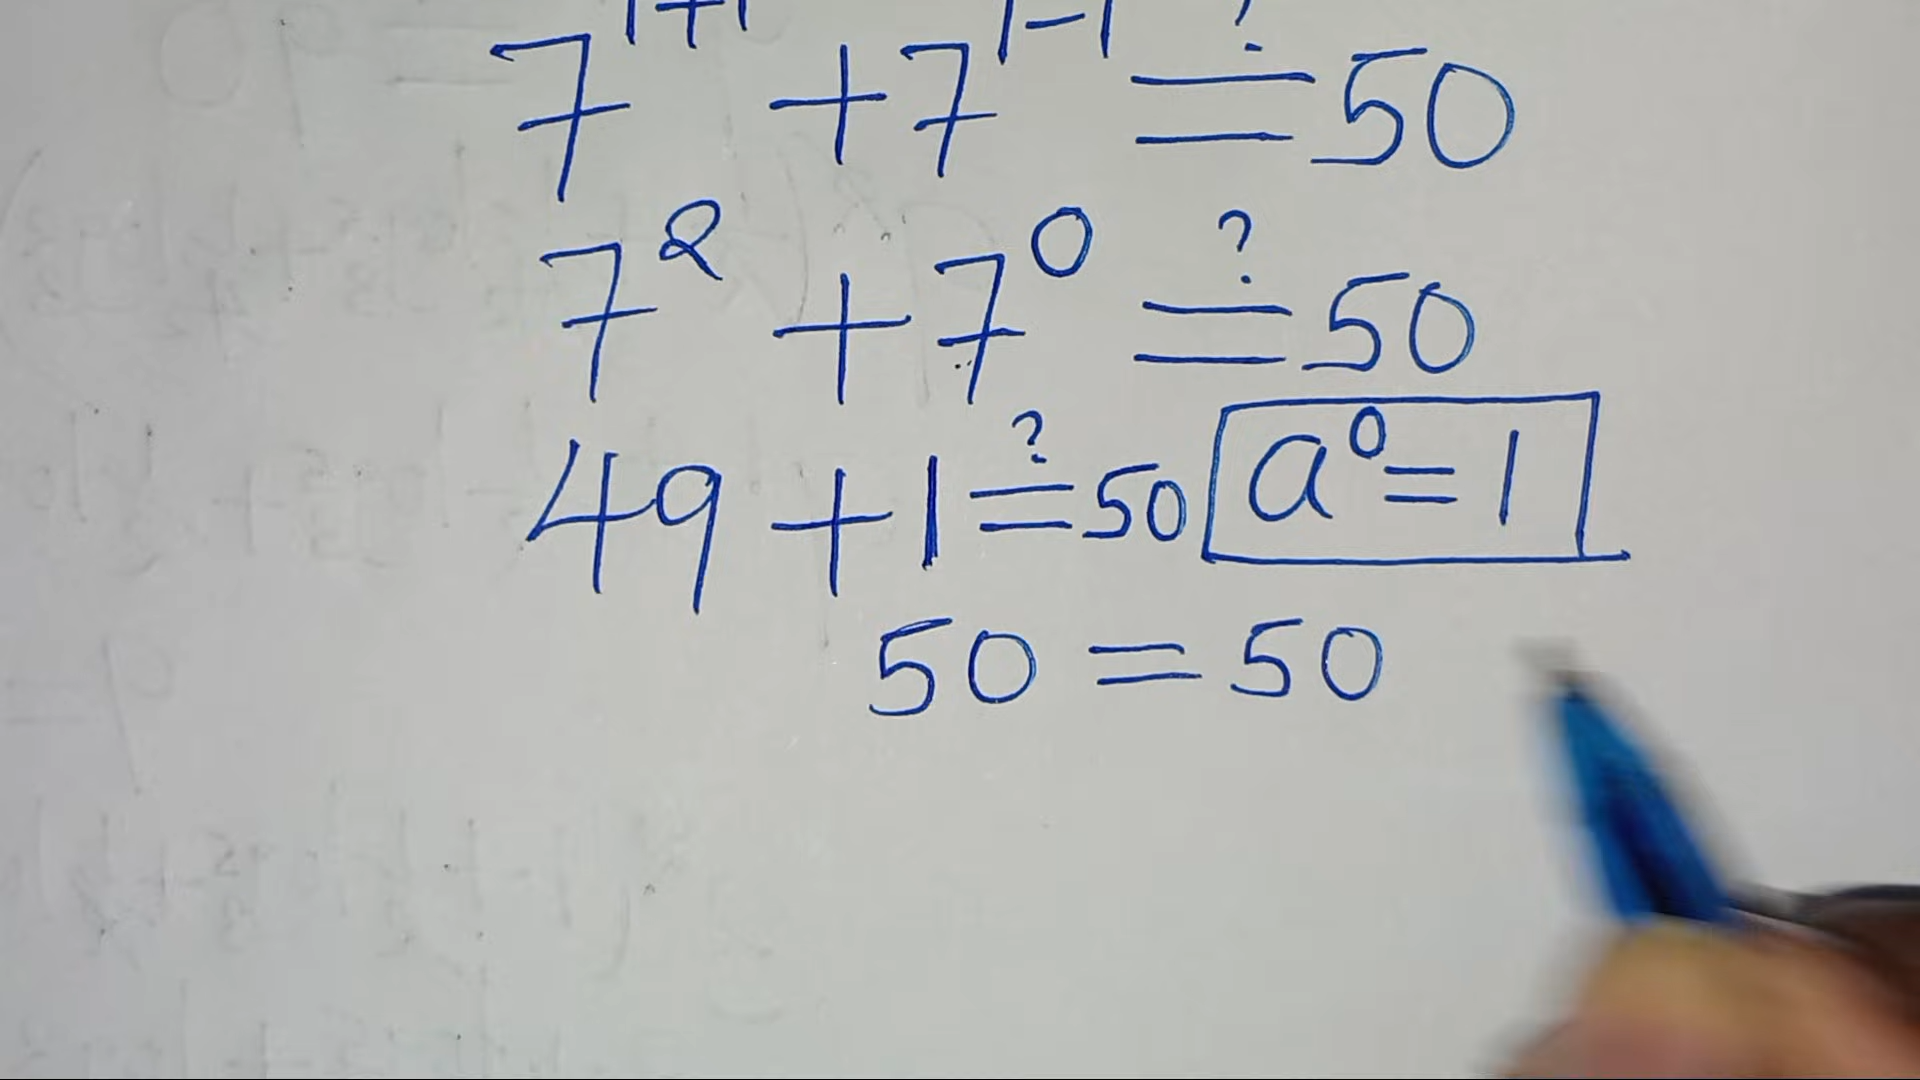 7^{1+1} + 7^{1-1} =^{?} 50
7^2 + 7^0 =^{?} 50
49 + 1 =^{?} 50 a^0 = 1
50 = 50